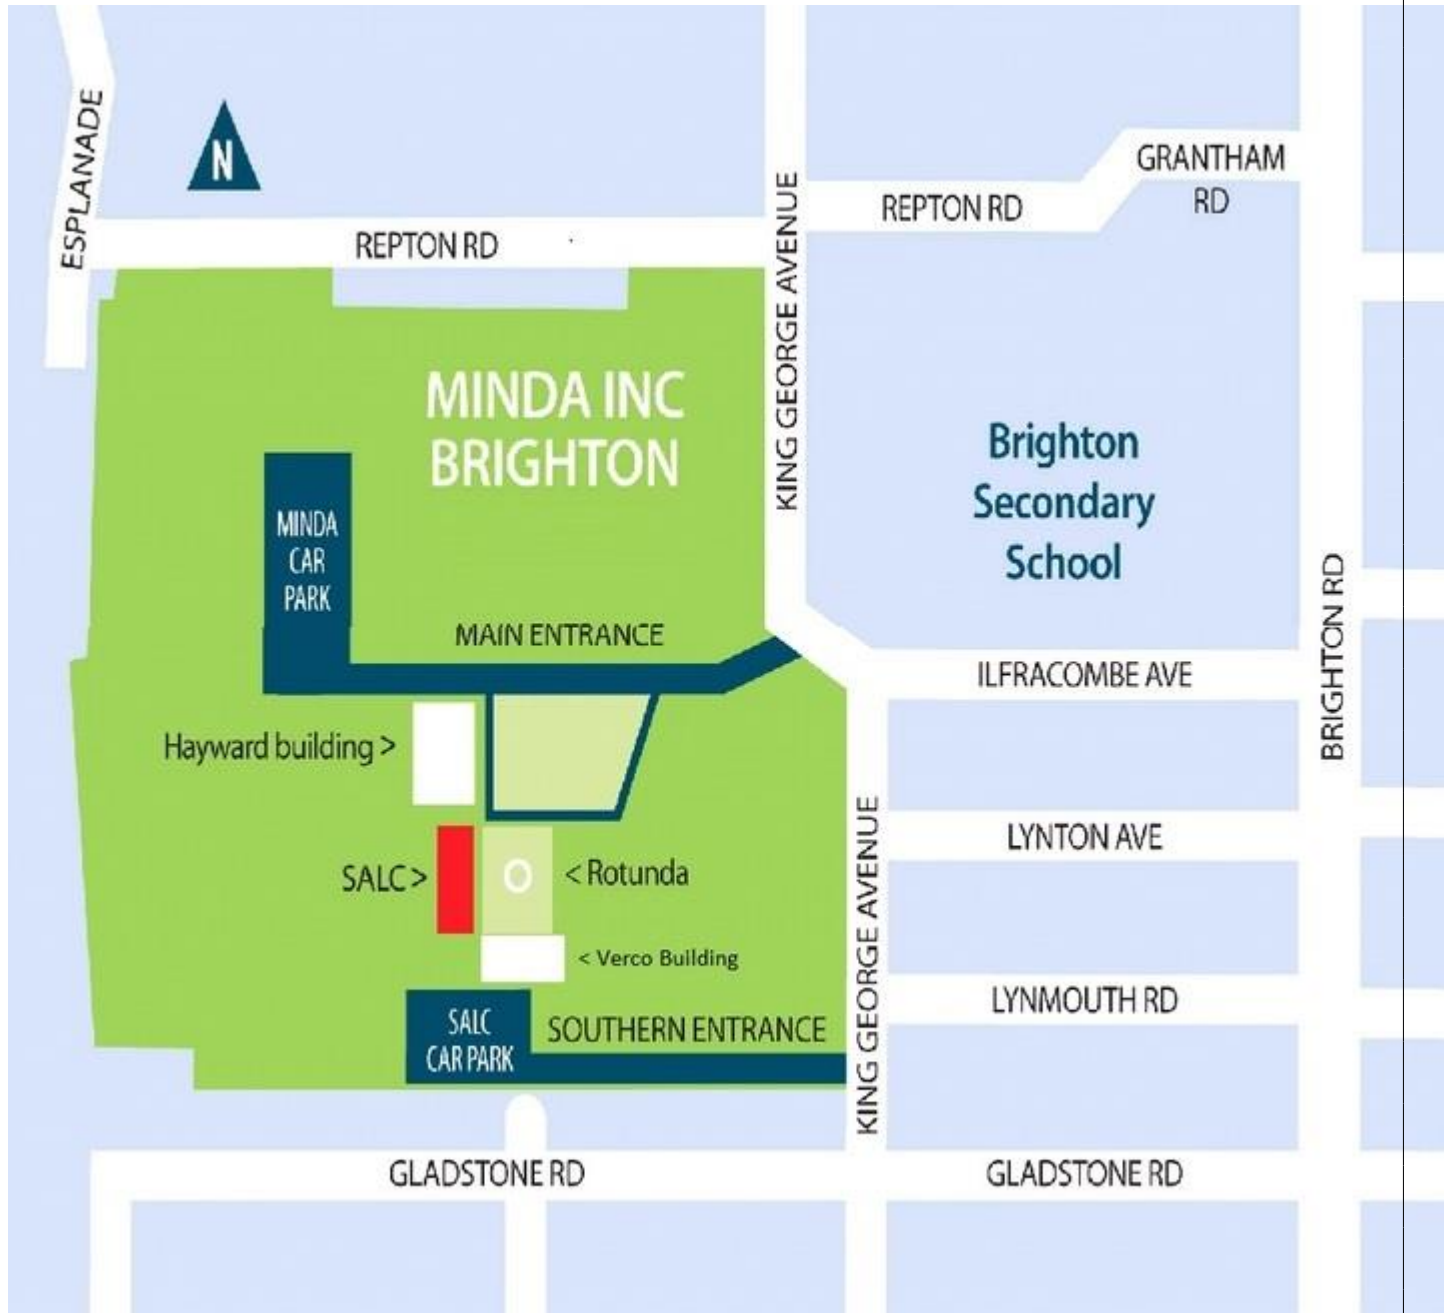 ESPLANADE
N
GRANTHAM
RD
REPTON RD
REPTON RD
KING GEORGE AVENUE
MINDA INC
BRIGHTON
Brighton
Secondary
School
MINDA
CAR
PARK
MAIN ENTRANCE
ILFRACOMBE AVE
BRIGHTON RD
Hayward building >
LYNTON AVE
KING GEORGE AVENUE
SALC >
O
< Rotunda
< Verco Building
LYNMOUTH RD
SALC
CAR PARK
SOUTHERN ENTRANCE
GLADSTONE RD
GLADSTONE RD